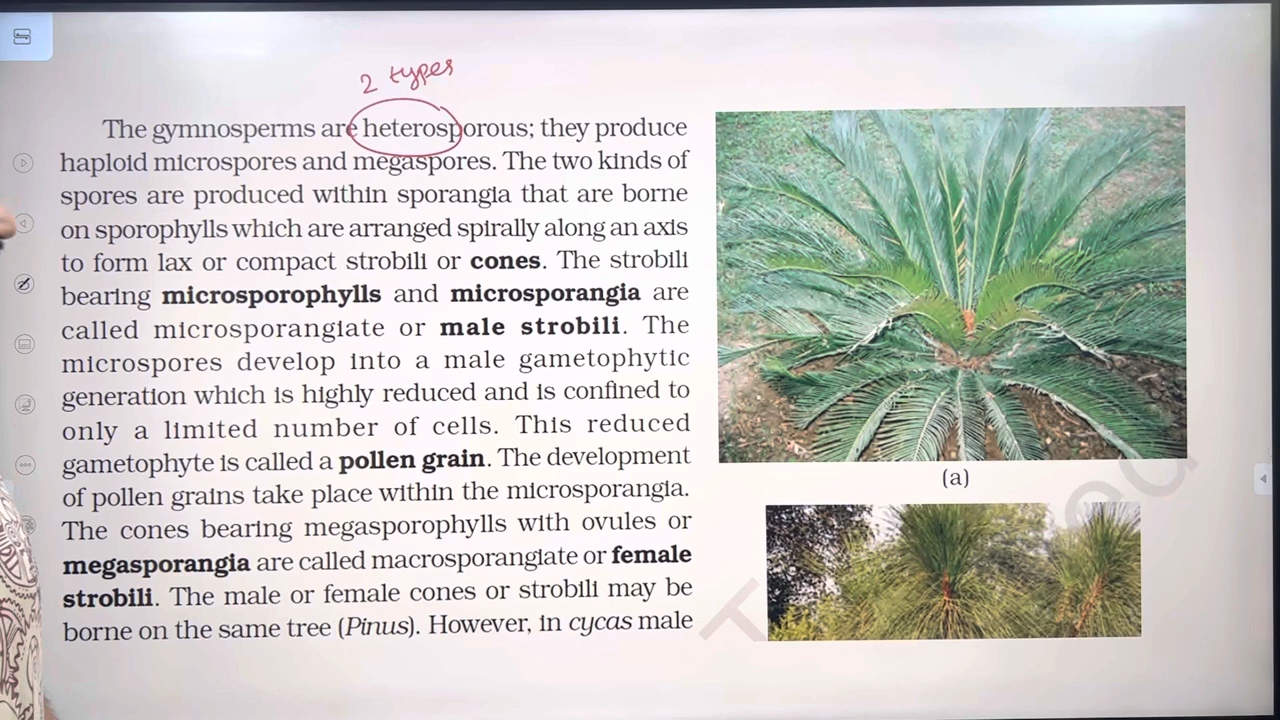 2 types
The gymnosperms are heterosporous; they produce
haploid microspores and megaspores. The two kinds of
spores are produced within sporangia that are borne
on sporophylls which are arranged spirally along an axis
to form lax or compact strobili or cones. The strobili
bearing microsporophylls and microsporangia are
called microsporangiate or male strobili. The
microspores develop into a male gametophytic
generation which is highly reduced and is confined to
only a limited number of cells. This reduced
gametophyte is called a pollen grain. The development
of pollen grains take place within the microsporangia.
The cones bearing megasporophylls with ovules or
megasporangia are called macrosporangiate or female
strobili. The male or female cones or strobili may be
borne on the same tree (Pinus). However, in cycas male
(a)